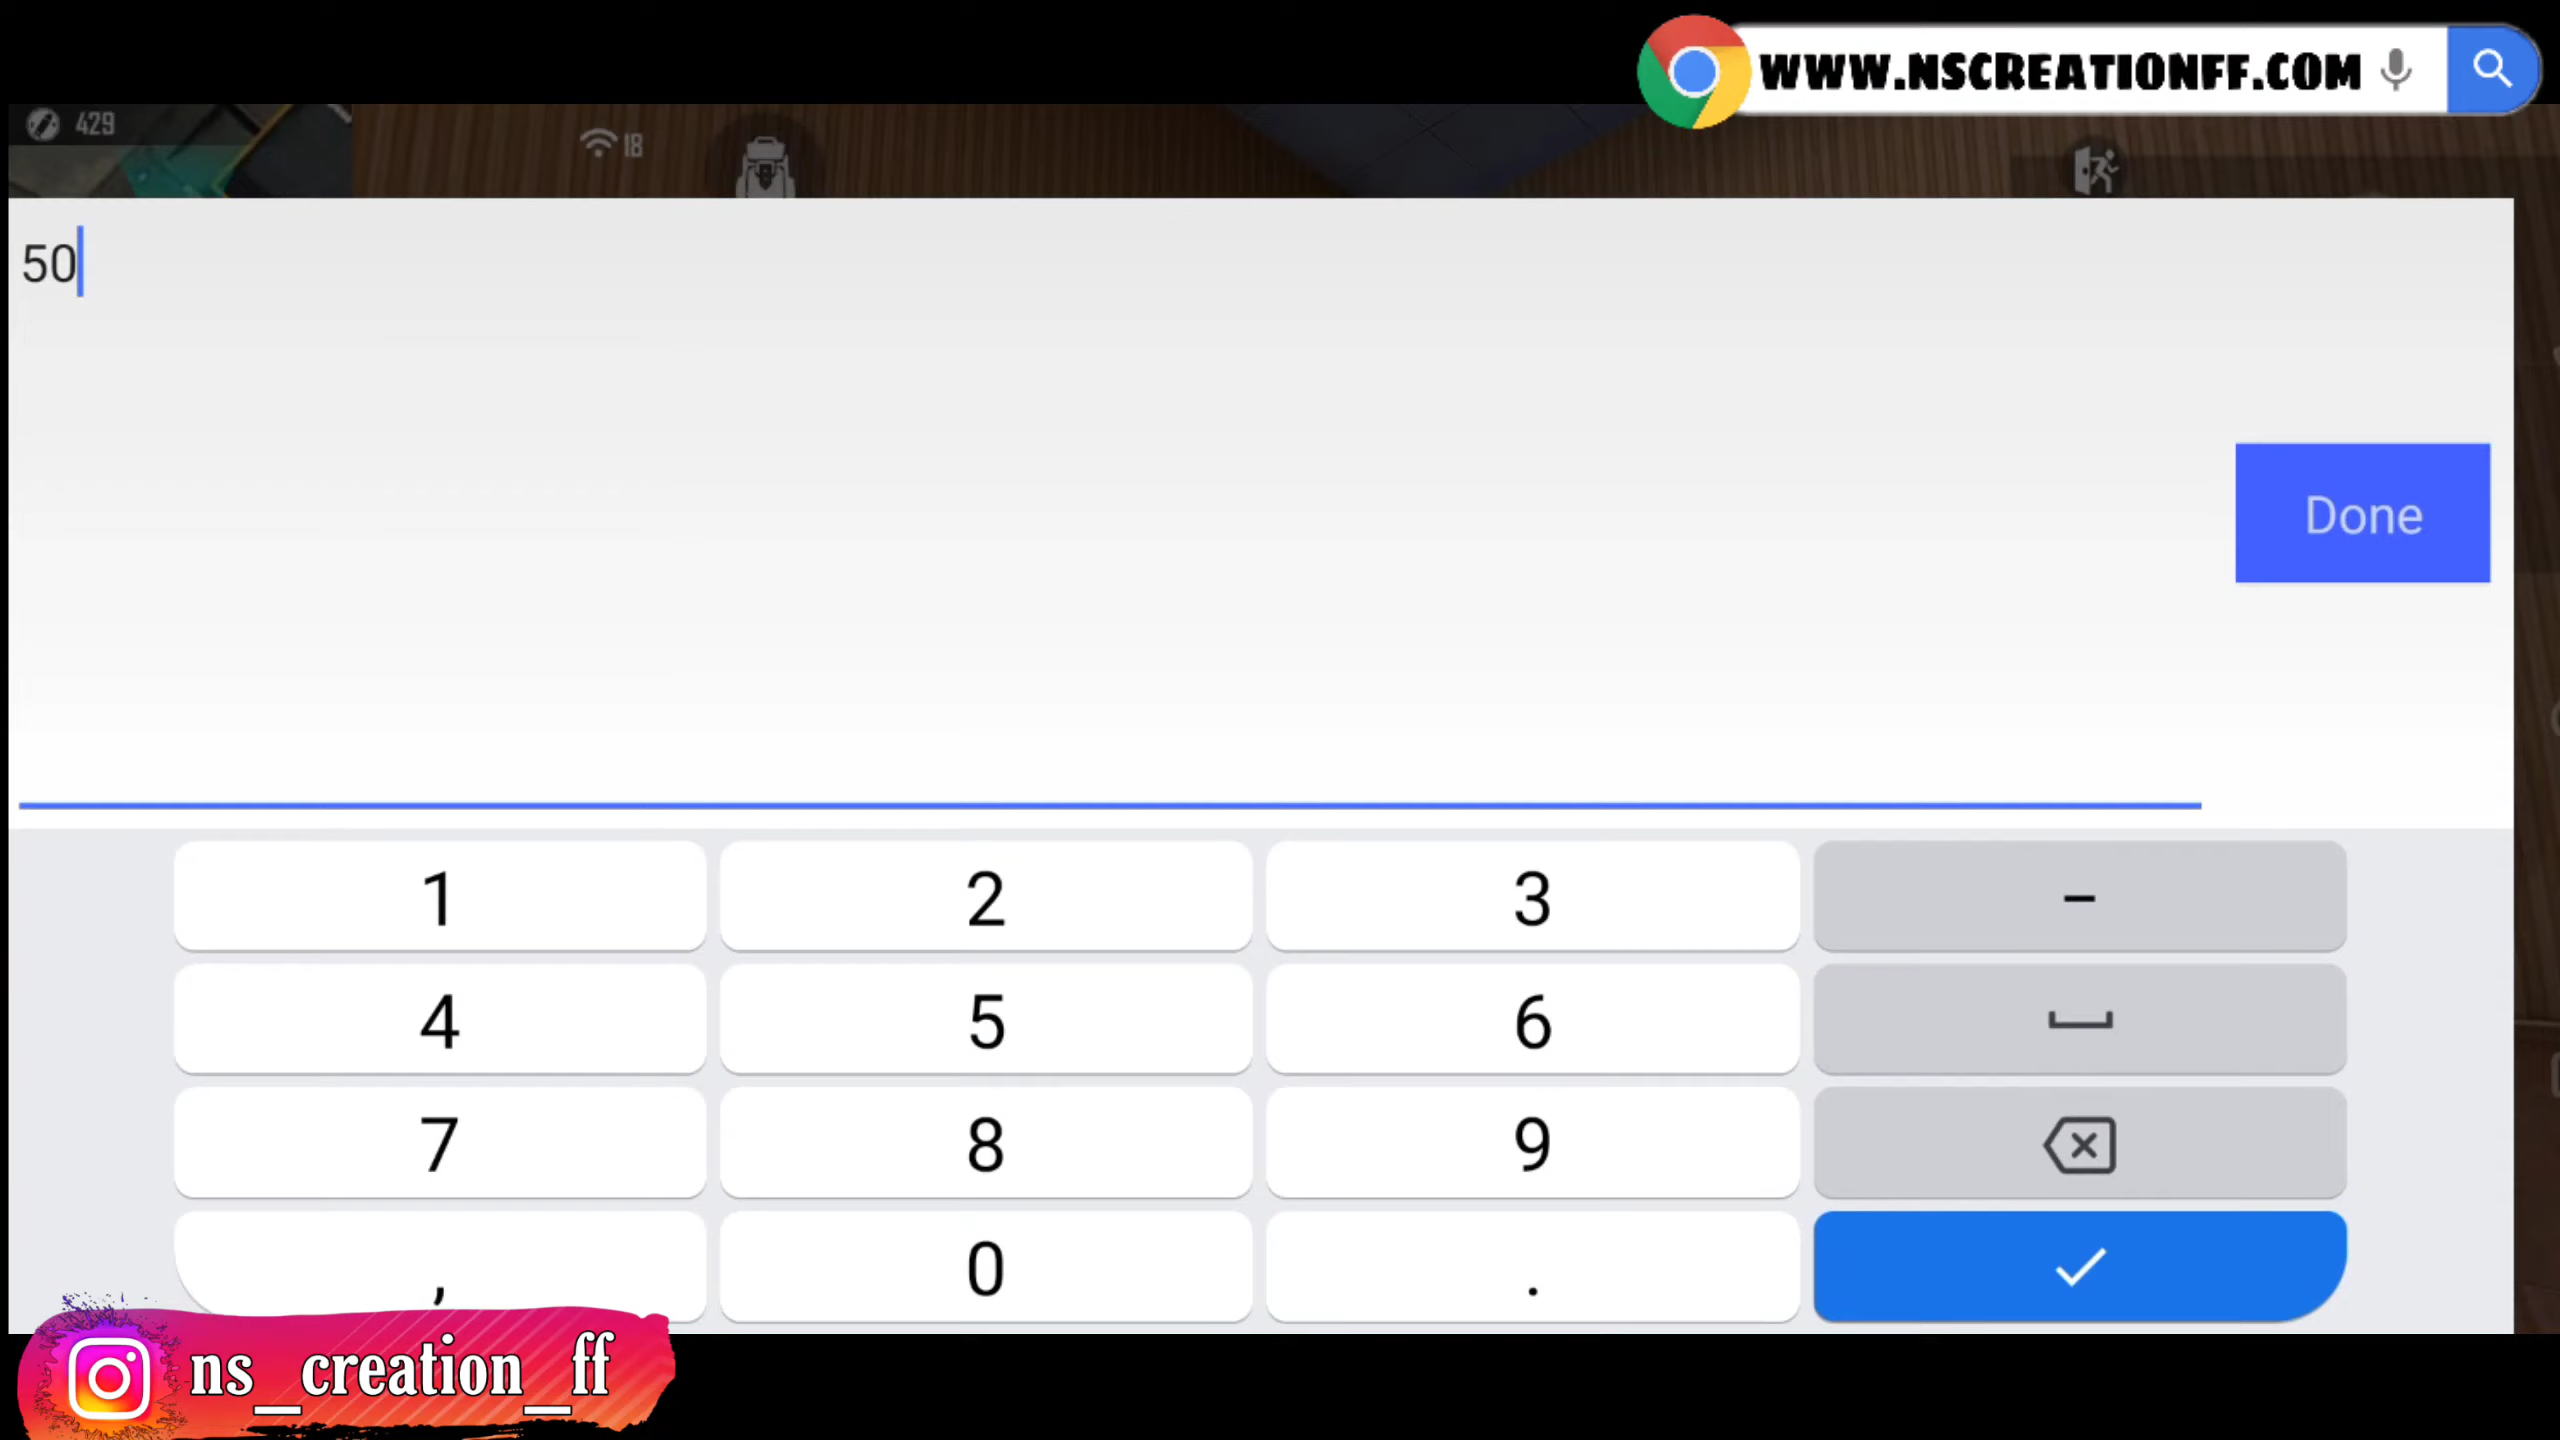 WWW.NSCREATIONFF.COM
429
18
50
Done
1 2 3 –
4 5 6
7 8 9
, 0 .
ns_creation_ff